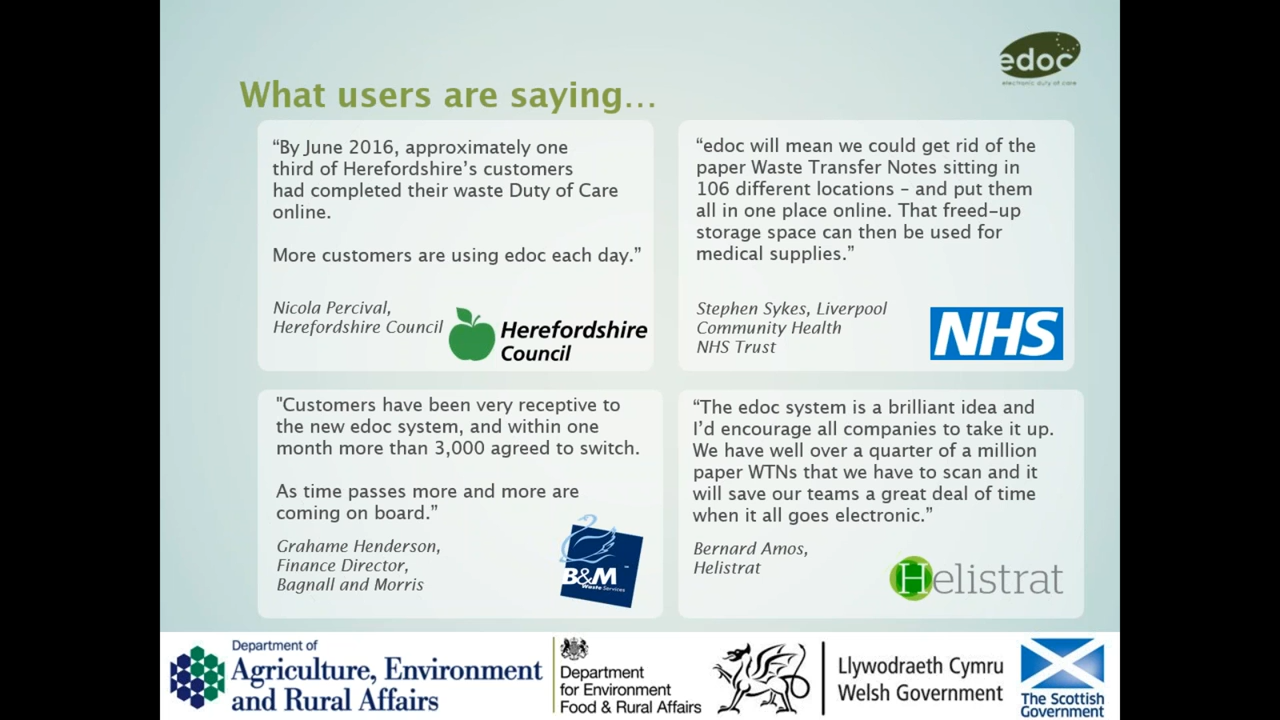 edoc
electronic duty of care
What users are saying...
“By June 2016, approximately one
third of Herefordshire’s customers
had completed their waste Duty of Care
online.
More customers are using edoc each day.”
Nicola Percival,
Herefordshire Council
Herefordshire
Council
“edoc will mean we could get rid of the
paper Waste Transfer Notes sitting in
106 different locations – and put them
all in one place online. That freed-up
storage space can then be used for
medical supplies.”
Stephen Sykes, Liverpool
Community Health
NHS Trust
NHS
"Customers have been very receptive to
the new edoc system, and within one
month more than 3,000 agreed to switch.
As time passes more and more are
coming on board.”
Grahame Henderson,
Finance Director,
Bagnall and Morris
B&M
Waste Services
“The edoc system is a brilliant idea and
I’d encourage all companies to take it up.
We have well over a quarter of a million
paper WTNs that we have to scan and it
will save our teams a great deal of time
when it all goes electronic.”
Bernard Amos,
Helistrat
Helistrat
Department of
Agriculture, Environment
and Rural Affairs
Department
for Environment
Food & Rural Affairs
Llywodraeth Cymru
Welsh Government
The Scottish
Government